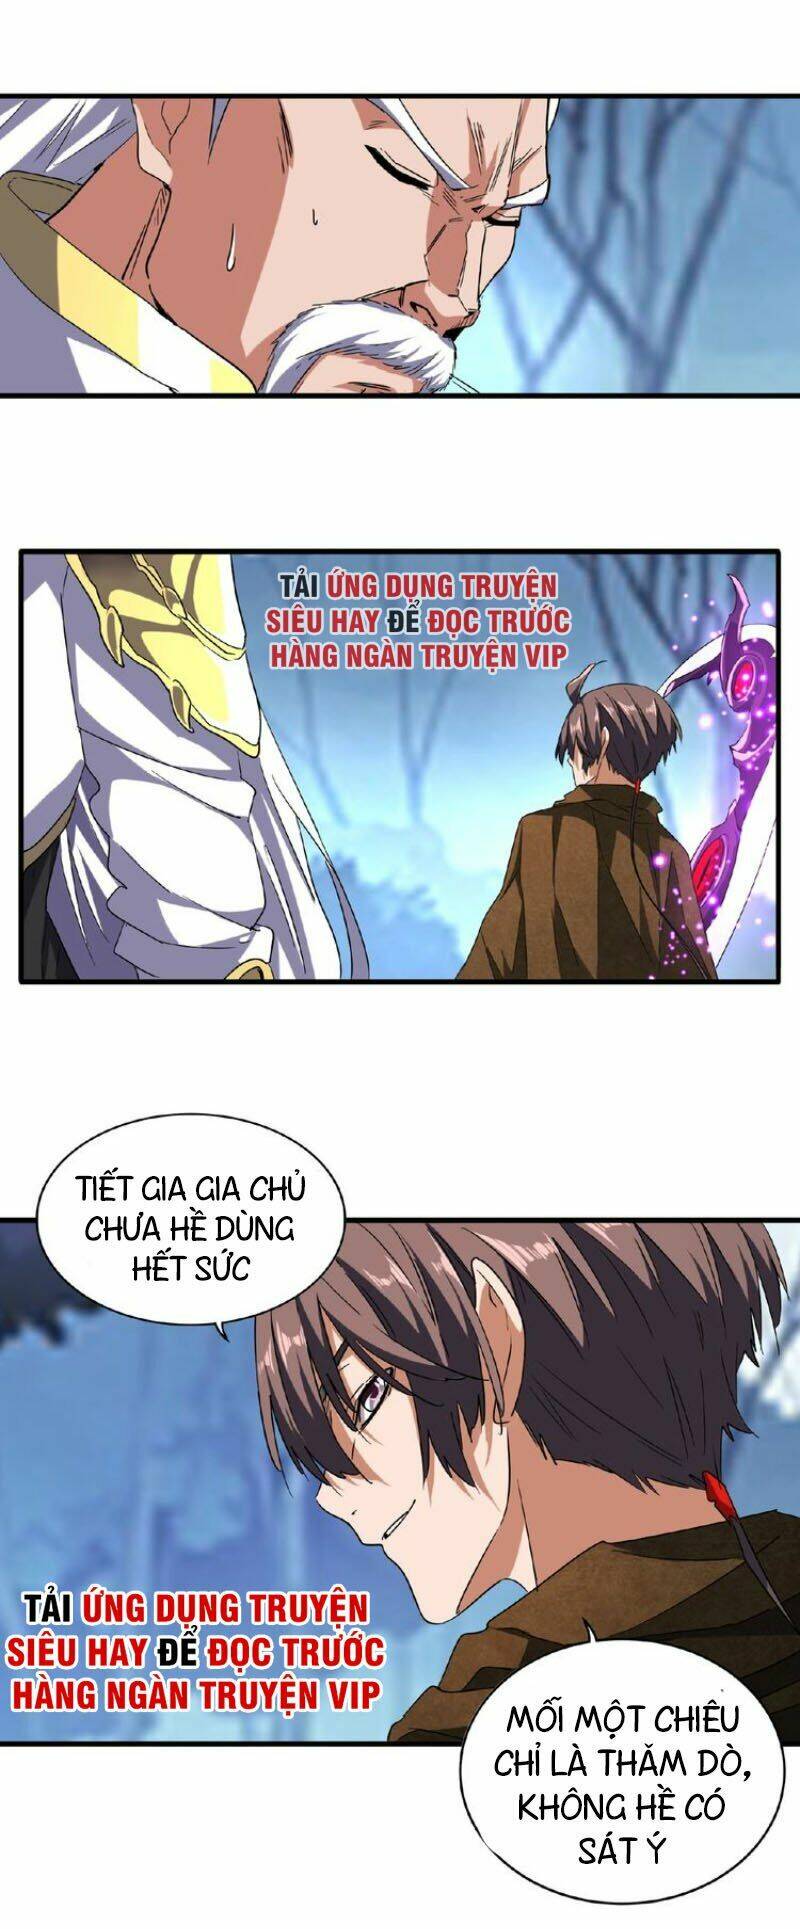 TẢI ỨNG DỤNG TRUYỆN
SIÊU HAY ĐỂ ĐỌC TRƯỚC
HÀNG NGÀN TRUYỆN VIP
TIẾT GIA GIA CHỦ
CHƯA HỀ DÙNG
HẾT SỨC
TẢI ỨNG DỤNG TRUYỆN
SIÊU HAY ĐỂ ĐỌC TRƯỚC
HÀNG NGÀN TRUYỆN VIP
MỖI MỘT CHIÊU
CHỈ LÀ THĂM DÒ,
KHÔNG HỀ CÓ
SÁT Ý